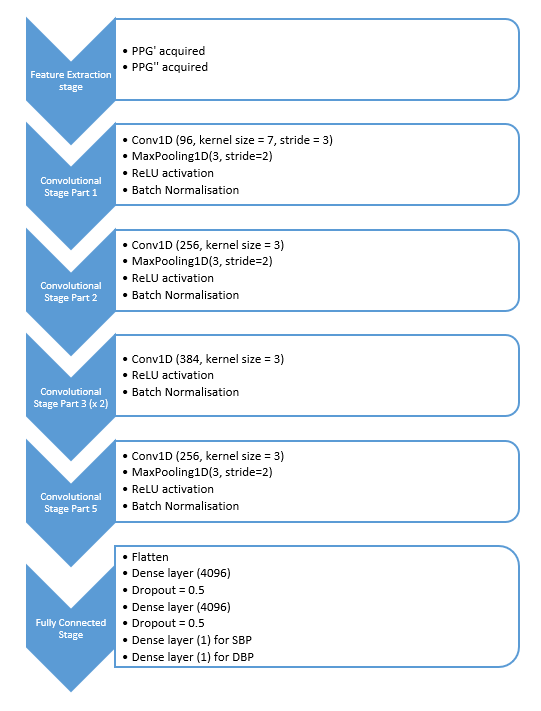 Feature Extraction
stage
• PPG' acquired
• PPG'' acquired
Convolutional
Stage Part 1
• Conv1D (96, kernel size = 7, stride = 3)
• MaxPooling1D(3, stride=2)
• ReLU activation
• Batch Normalisation
Convolutional
Stage Part 2
• Conv1D (256, kernel size = 3)
• MaxPooling1D(3, stride=2)
• ReLU activation
• Batch Normalisation
Convolutional
Stage Part 3 (x 2)
• Conv1D (384, kernel size = 3)
• ReLU activation
• Batch Normalisation
Convolutional
Stage Part 5
• Conv1D (256, kernel size = 3)
• MaxPooling1D(3, stride=2)
• ReLU activation
• Batch Normalisation
Fully Connected
Stage
• Flatten
• Dense layer (4096)
• Dropout = 0.5
• Dense layer (4096)
• Dropout = 0.5
• Dense layer (1) for SBP
• Dense layer (1) for DBP